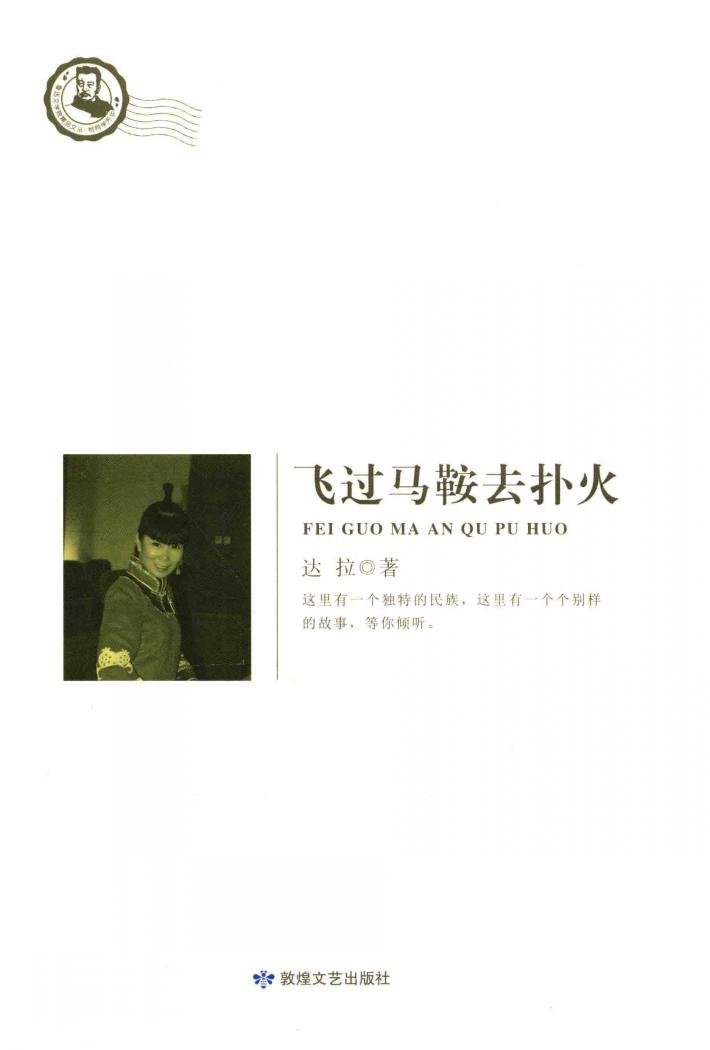 飞过马鞍去扑火
FEI GUO MA AN QU PU HUO
达 拉◎著
这里有一个独特的民族，这里有一个个别样
的故事，等你倾听。
敦煌文艺出版社